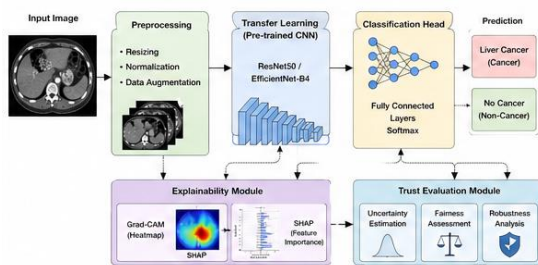 Input Image
Preprocessing
• Resizing
• Normalization
• Data Augmentation
Transfer Learning
(Pre-trained CNN)
ResNet50 /
EfficientNet-B4
Classification Head
Fully Connected
Layers
Softmax
Prediction
Liver Cancer
(Cancer)
No Cancer
(Non-Cancer)
Explainability Module
Grad-CAM
(Heatmap)
SHAP
SHAP
(Feature
Importance)
Trust Evaluation Module
Uncertainty
Estimation
Fairness
Assessment
Robustness
Analysis